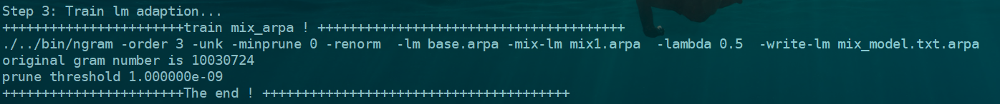 Step 3: Train lm adaption...
+++++++++++++++++++++++train mix_arpa ! +++++++++++++++++++++++++++++++++++++++
./../bin/ngram -order 3 -unk -minprune 0 -renorm  -lm base.arpa -mix-lm mix1.arpa  -lambda 0.5  -write-lm mix_model.txt.arpa
original gram number is 10030724
prune threshold 1.000000e-09
+++++++++++++++++++++++The end ! +++++++++++++++++++++++++++++++++++++++